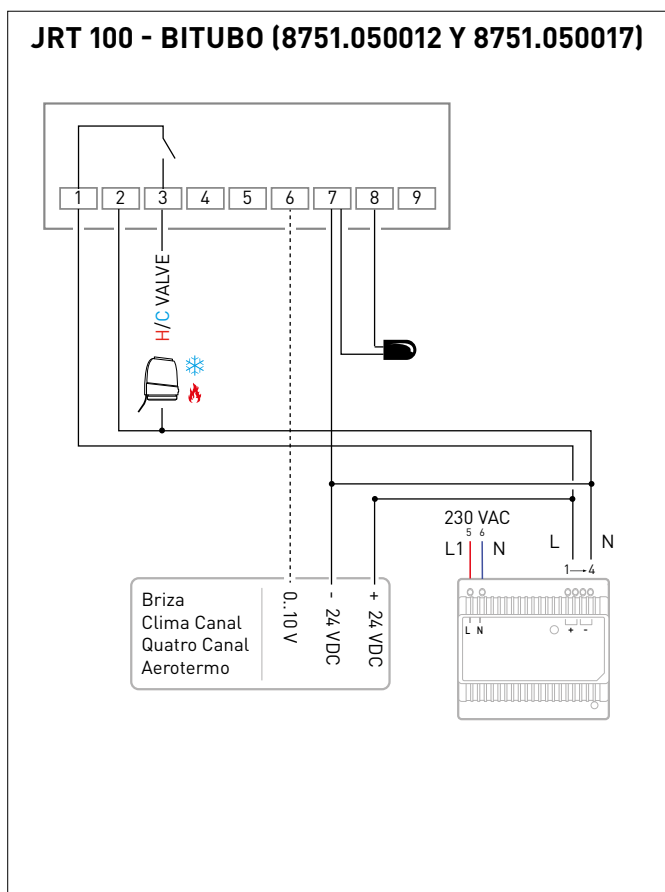 JRT 100 - BITUBO (8751.050012 Y 8751.050017)
1 2 3 4 5 6 7 8 9
H/C VALVE
230 VAC
5 6
L1 N
L N
1→4
Briza
Clima Canal
Quatro Canal
Aerotermo
0..10 V
- 24 VDC
+ 24 VDC
L N
+ -